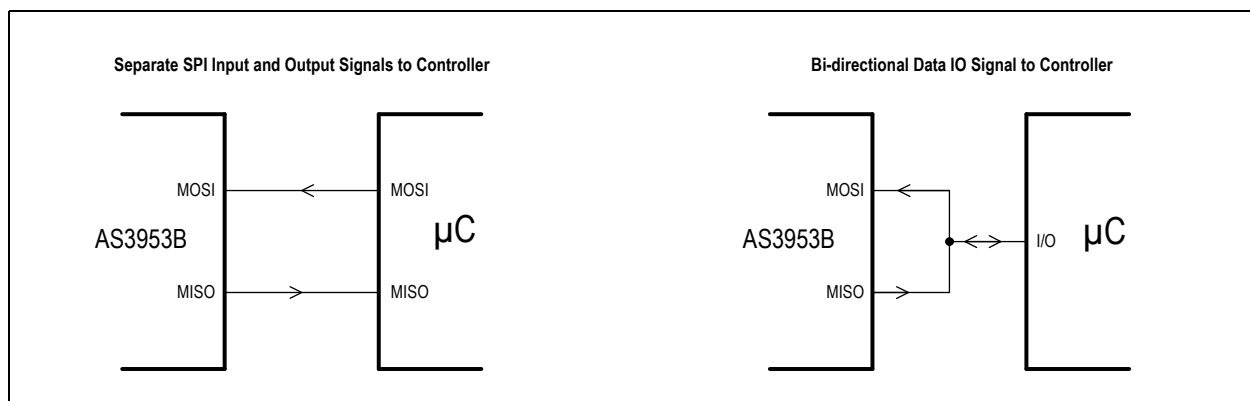 Separate SPI Input and Output Signals to Controller
MOSI
MOSI
AS3953B
µC
MISO
MISO
Bi-directional Data IO Signal to Controller
MOSI
AS3953B
I/O
µC
MISO